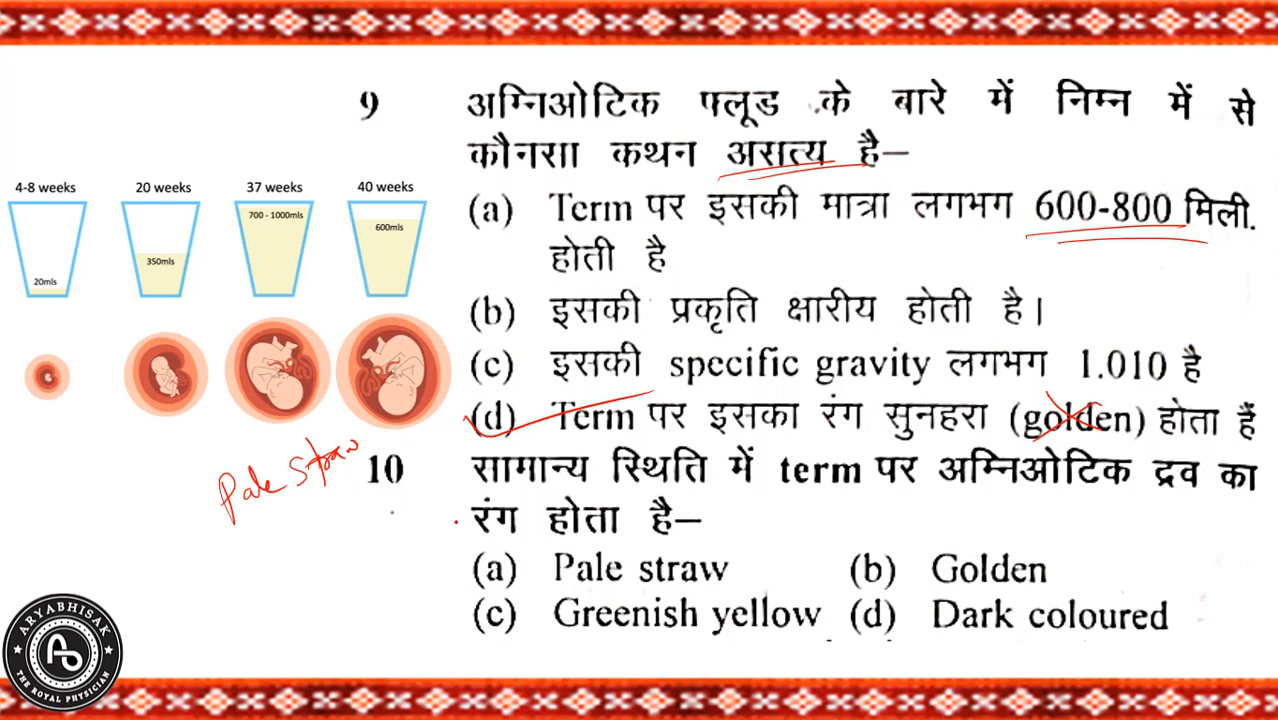 4-8 weeks
20 weeks
37 weeks
40 weeks
20mls
350mls
700 - 1000mls
600mls
Pale Straw
9 अग्निओटिक फ्लूड के बारे में निम्न में से
कौनसा कथन असत्य है–
(a) Term पर इसकी मात्रा लगभग 600-800 मिली.
होती है
(b) इसकी प्रकृति क्षारीय होती है।
(c) इसकी specific gravity लगभग 1.010 है
(d) Term पर इसका रंग सुनहरा (golden) होता हैं
10 सामान्य स्थिति में term पर अग्निओटिक द्रव का
रंग होता है–
(a) Pale straw (b) Golden
(c) Greenish yellow (d) Dark coloured
ARYABHISAK
THE ROYAL PHYSICIAN